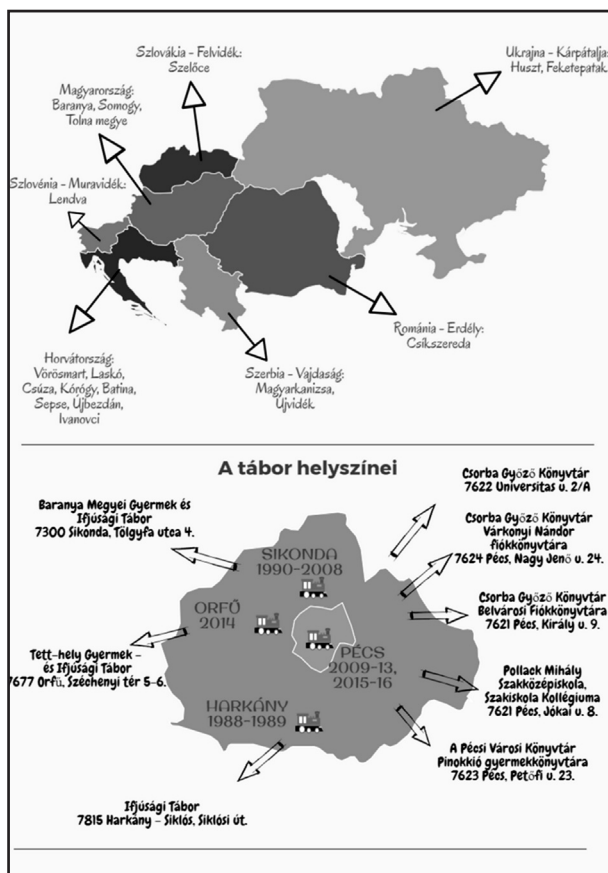 Szlovákia – Felvidék:
Szelőce
Ukrajna – Kárpátalja:
Huszt, Feketepatak
Magyarország:
Baranya, Somogy,
Tolna megye
Szlovénia – Muravidék:
Lendva
Románia – Erdély:
Csíkszereda
Horvátország:
Vörösmart, Laskó,
Csúza, Kórógy, Batina,
Sepse, Újbezdán,
Ivanovci
Szerbia – Vajdaság:
Magyarkanizsa,
Újvidék
A tábor helyszínei
Baranya Megyei Gyermek és
Ifjúsági Tábor
7300 Sikonda, Tölgyfa utca 4.
Csorba Győző Könyvtár
7622 Universitas u. 2/A
Csorba Győző Könyvtár
Várkonyi Nándor
fiókkönyvtára
7624 Pécs, Nagy Jenő u. 24.
SIKONDA
1990-2008
ORFŰ
2014
Csorba Győző Könyvtár
Belvárosi Fiókkönyvtára
7621 Pécs, Király u. 9.
PÉCS
2009-13,
2015-16
Tett-hely Gyermek –
és Ifjúsági Tábor
7677 Orfű, Széchenyi tér 5-6.
Pollack Mihály
Szakközépiskola,
Szakiskola Kollégiuma
7621 Pécs, Jókai u. 8.
HARKÁNY
1988-1989
A Pécsi Városi Könyvtár
Pinokkió gyermekkönyvtára
7623 Pécs, Petőfi u. 23.
Ifjúsági Tábor
7815 Harkány – Siklós, Siklósi út.